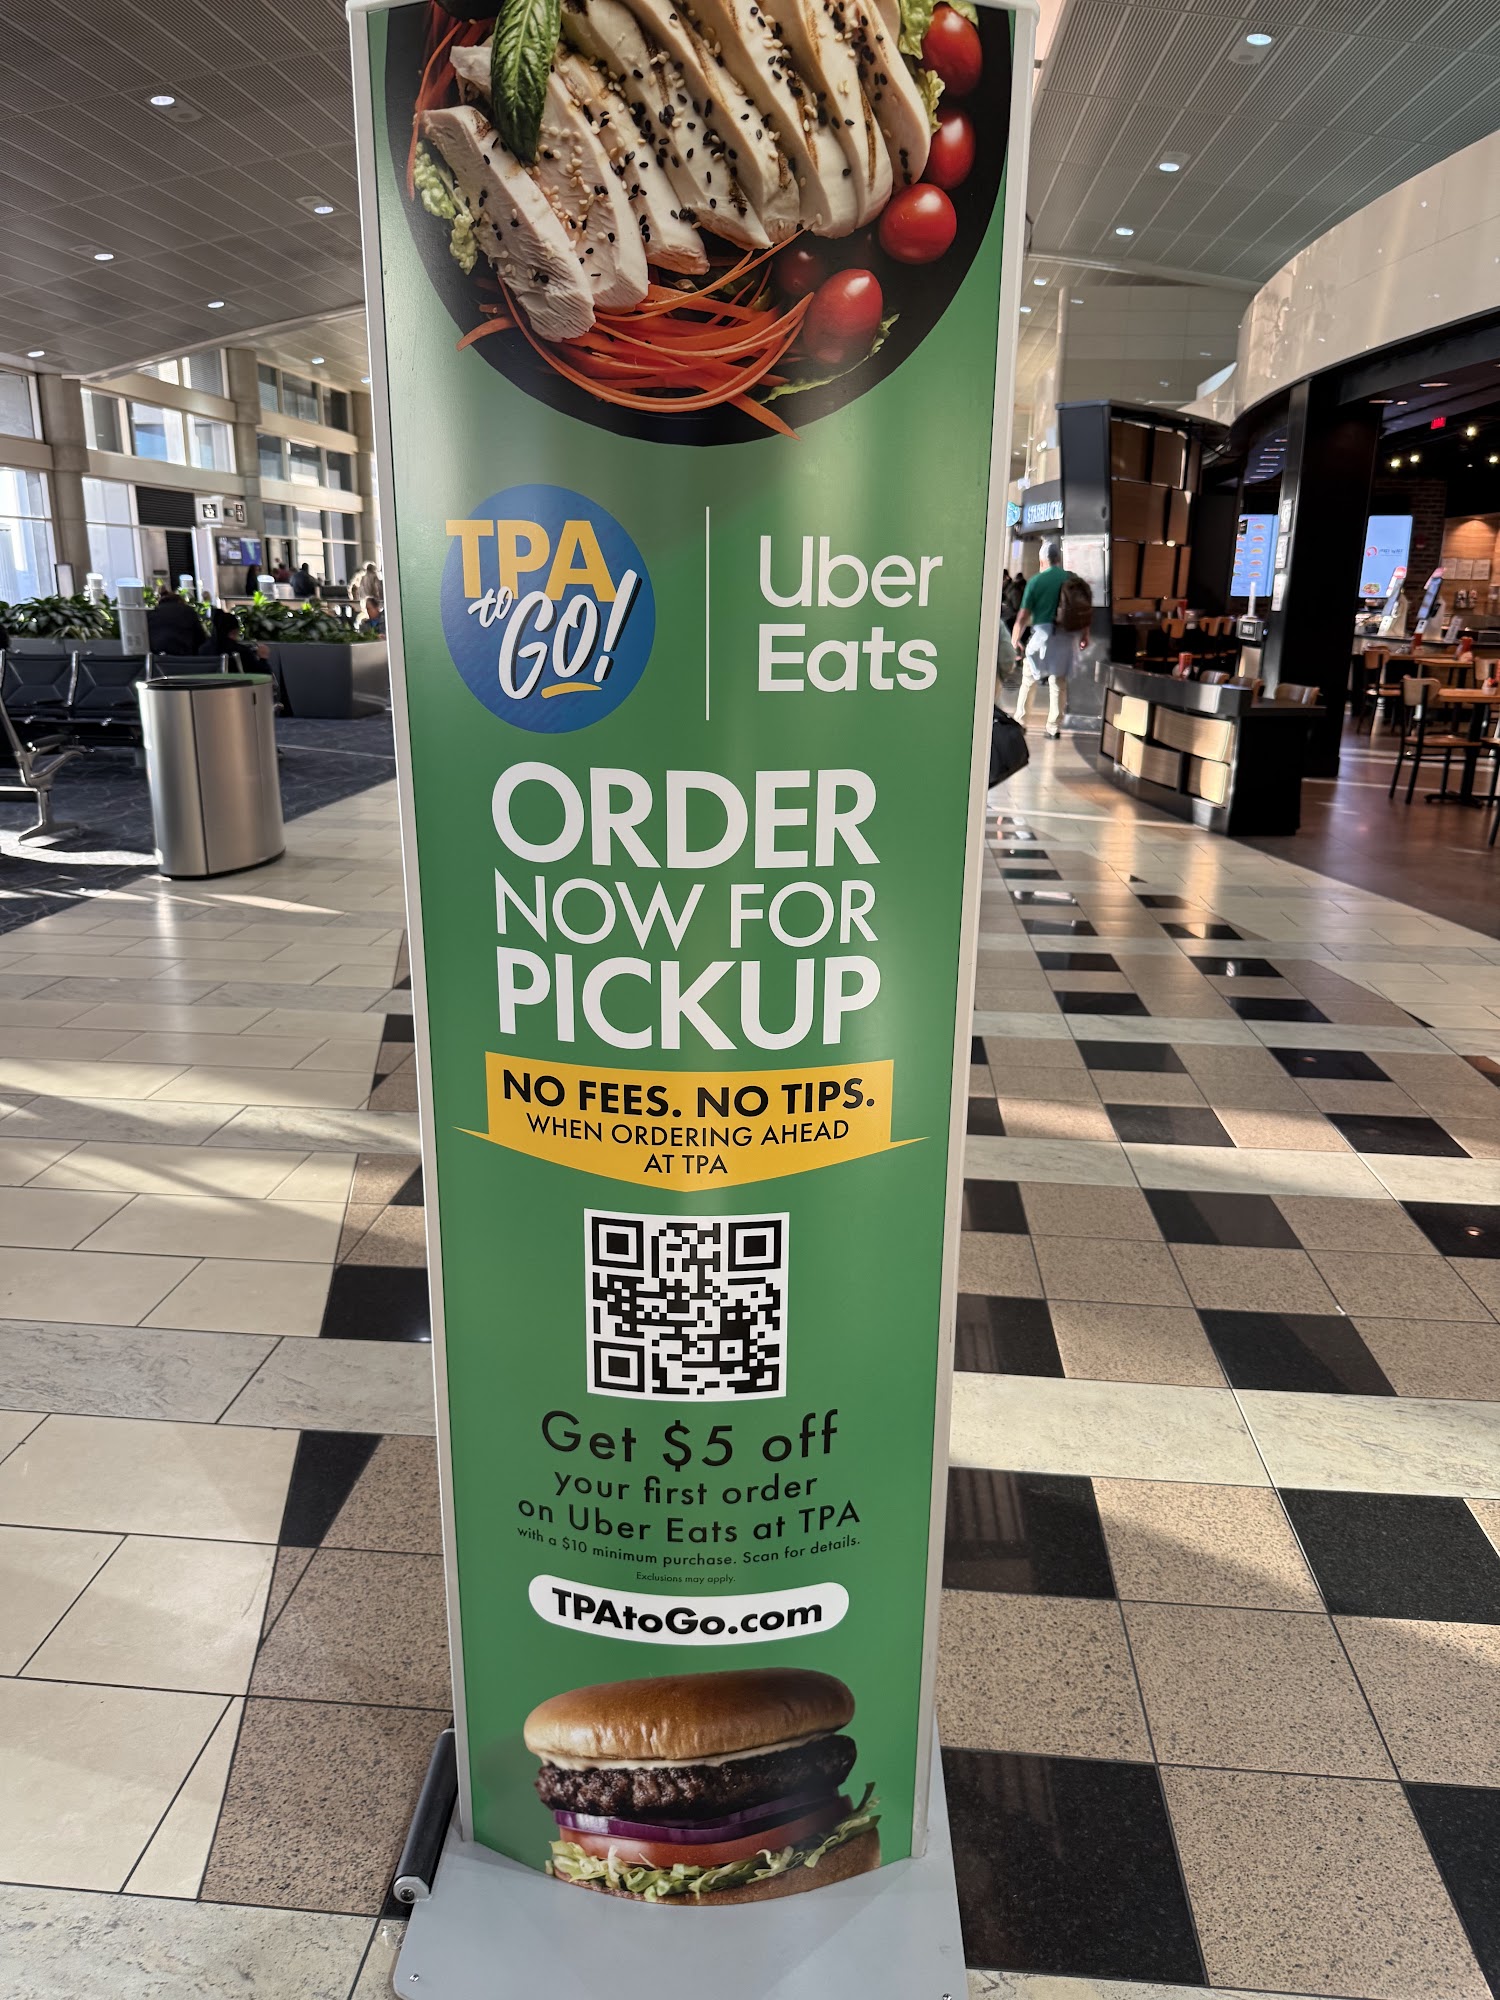 TPA
to
GO!
Uber
Eats
ORDER
NOW FOR
PICKUP
NO FEES. NO TIPS.
WHEN ORDERING AHEAD
AT TPA
Get $5 off
your first order
on Uber Eats at TPA
with a $10 minimum purchase. Scan for details.
Exclusions may apply.
TPAtoGo.com